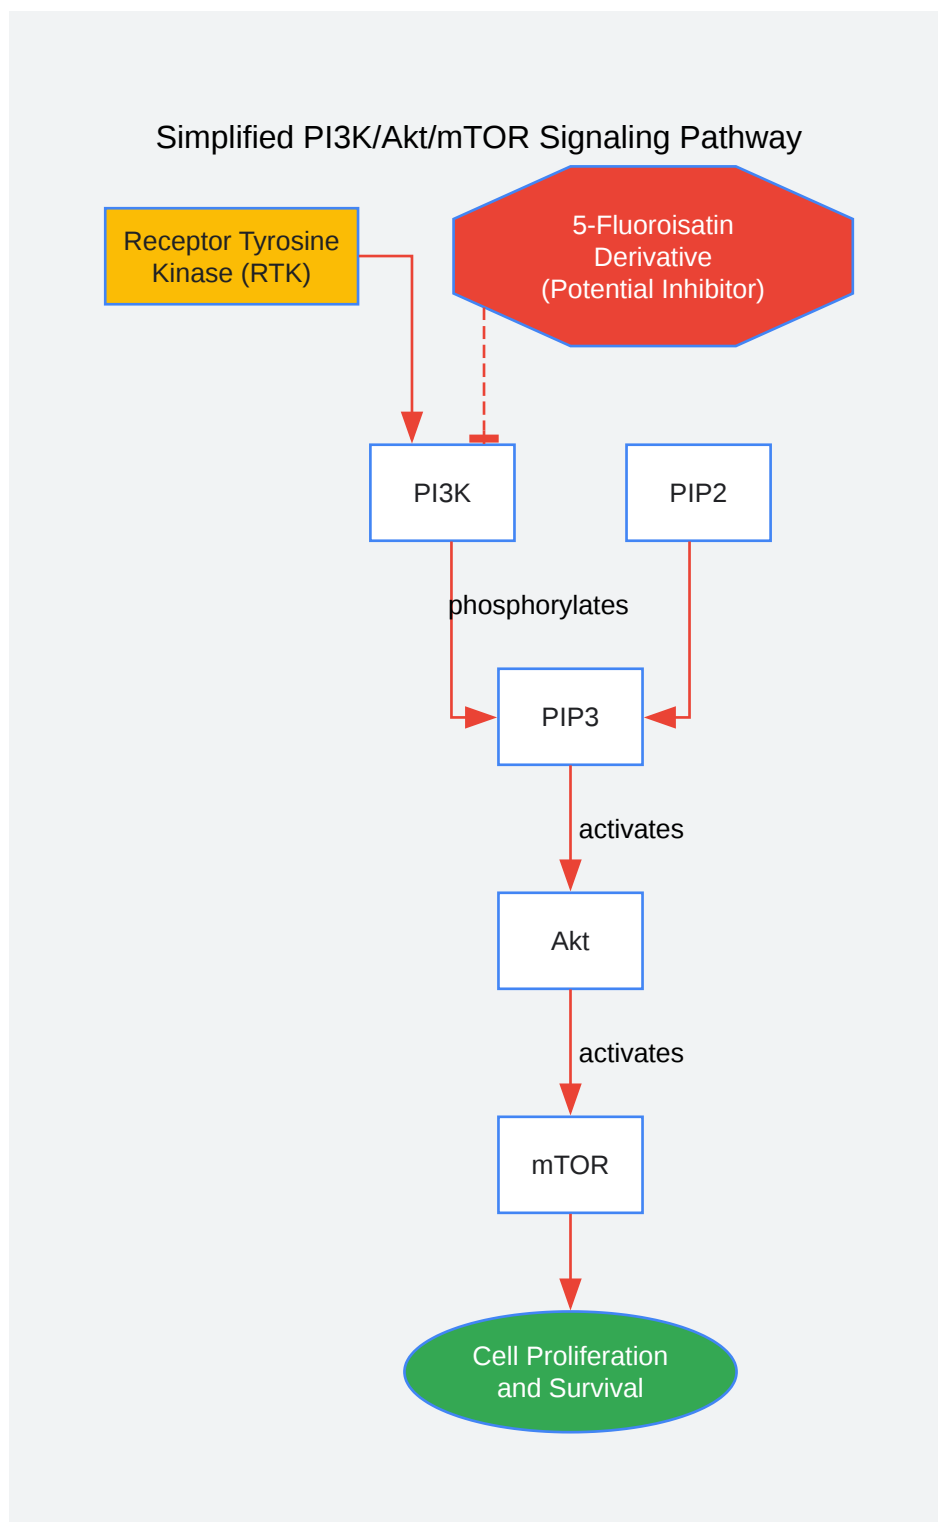 Simplified PI3K/Akt/mTOR Signaling Pathway
Receptor Tyrosine
Kinase (RTK)
5-Fluoroisatin
Derivative
(Potential Inhibitor)
PI3K
PIP2
phosphorylates
PIP3
activates
Akt
activates
mTOR
Cell Proliferation
and Survival